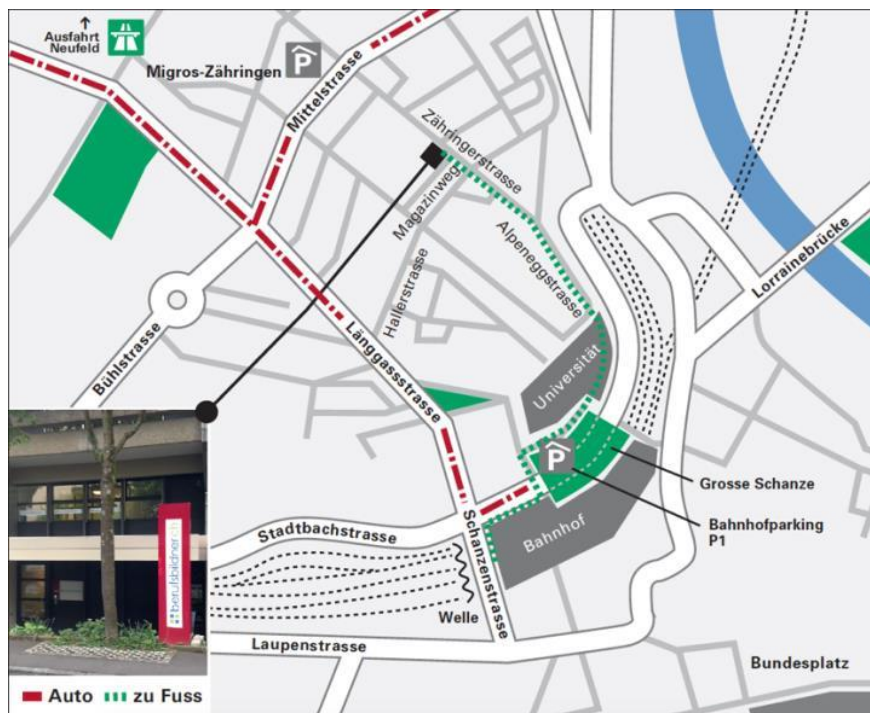 ↑
Ausfahrt
Neufeld
Migros-Zähringen
P
Mittelstrasse
Zähringerstrasse
Magazinweg
Alpeneggstrasse
Hallerstrasse
Lorrainebrücke
Bühlstrasse
Länggassstrasse
Universität
P
Grosse Schanze
Bahnhofparking
P1
Bahnhof
Stadtbachstrasse
Schanzenstrasse
Welle
Laupenstrasse
Bundesplatz
berufsbildner.ch
Auto
zu Fuss